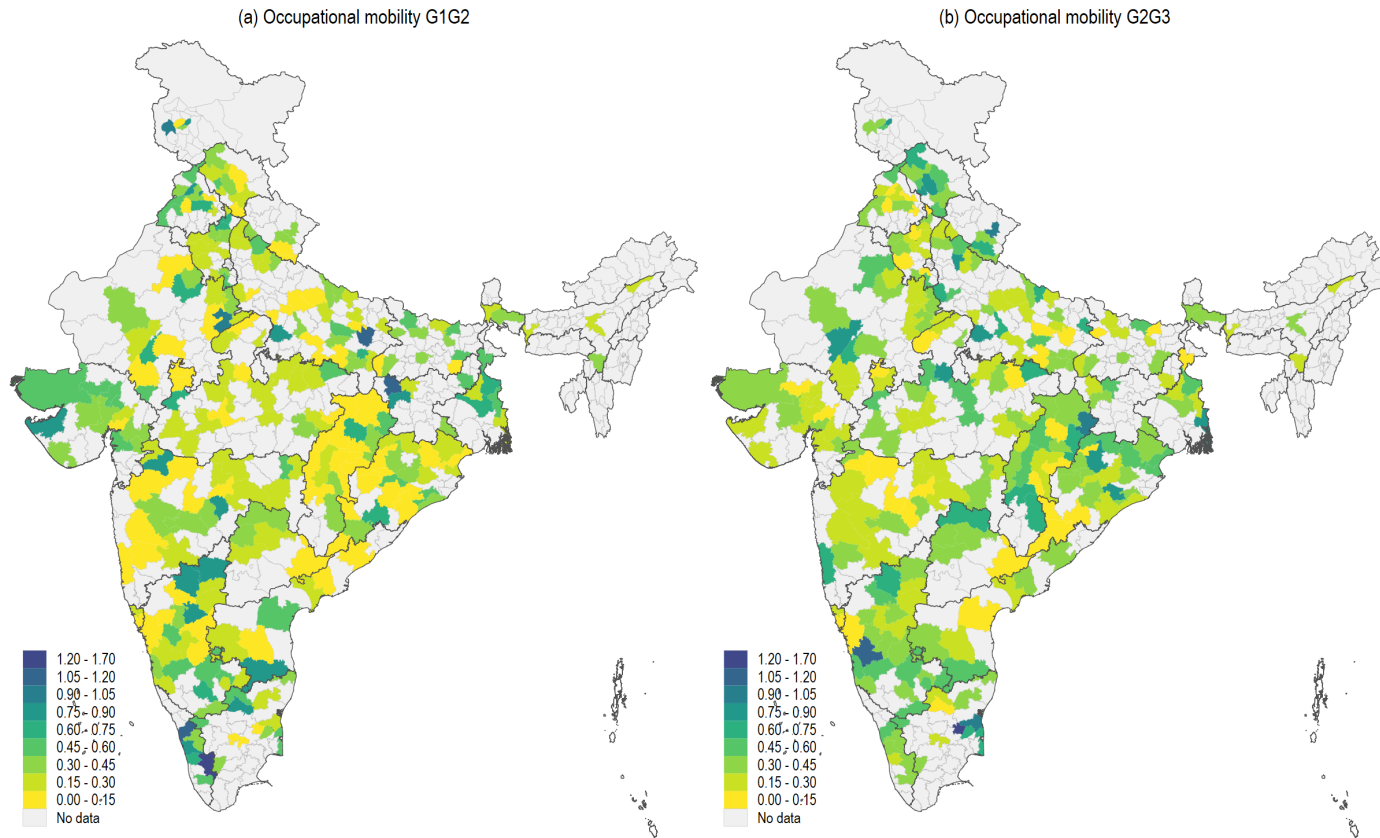 (a) Occupational mobility G1G2
(b) Occupational mobility G2G3
1.20 - 1.70
1.05 - 1.20
0.90 - 1.05
0.75 - 0.90
0.60 - 0.75
0.45 - 0.60
0.30 - 0.45
0.15 - 0.30
0.00 - 0.15
No data
1.20 - 1.70
1.05 - 1.20
0.90 - 1.05
0.75 - 0.90
0.60 - 0.75
0.45 - 0.60
0.30 - 0.45
0.15 - 0.30
0.00 - 0.15
No data